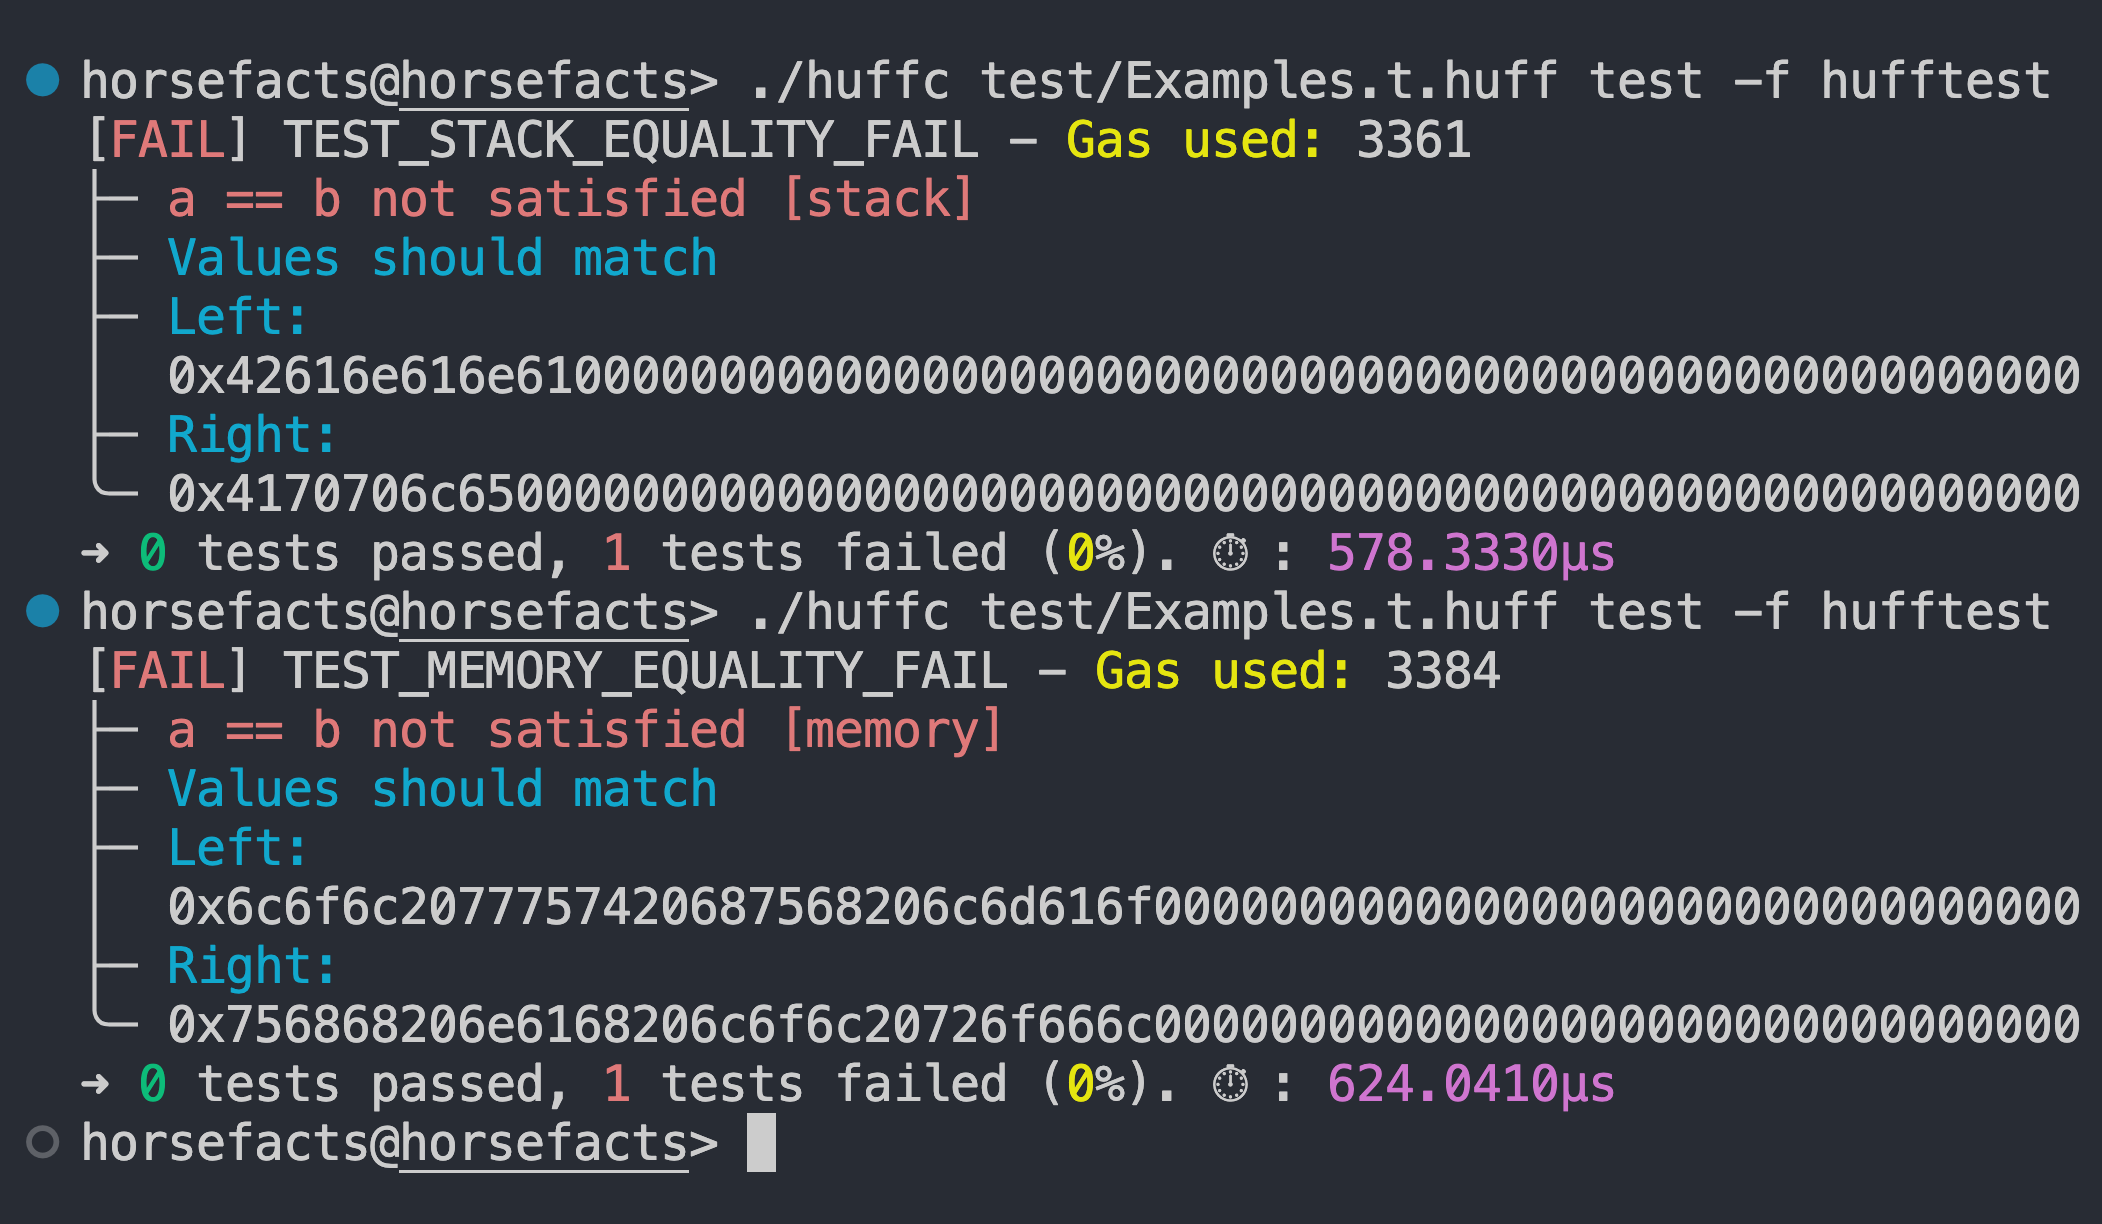 horsefacts@horsefacts> ./huffc test/Examples.t.huff test -f hufftest
[FAIL] TEST_STACK_EQUALITY_FAIL - Gas used: 3361
├─ a == b not satisfied [stack]
├─ Values should match
├─ Left:
0x42616e616e610000000000000000000000000000000000000000000000000000
├─ Right:
╰─ 0x4170706c65000000000000000000000000000000000000000000000000000000
➜ 0 tests passed, 1 tests failed (0%). ⏱ : 578.3330µs
horsefacts@horsefacts> ./huffc test/Examples.t.huff test -f hufftest
[FAIL] TEST_MEMORY_EQUALITY_FAIL - Gas used: 3384
├─ a == b not satisfied [memory]
├─ Values should match
├─ Left:
0x6c6f6c2077757420687568206c6d616f00000000000000000000000000000000
├─ Right:
╰─ 0x756868206e6168206c6f6c20726f666c00000000000000000000000000000000
➜ 0 tests passed, 1 tests failed (0%). ⏱ : 624.0410µs
horsefacts@horsefacts>